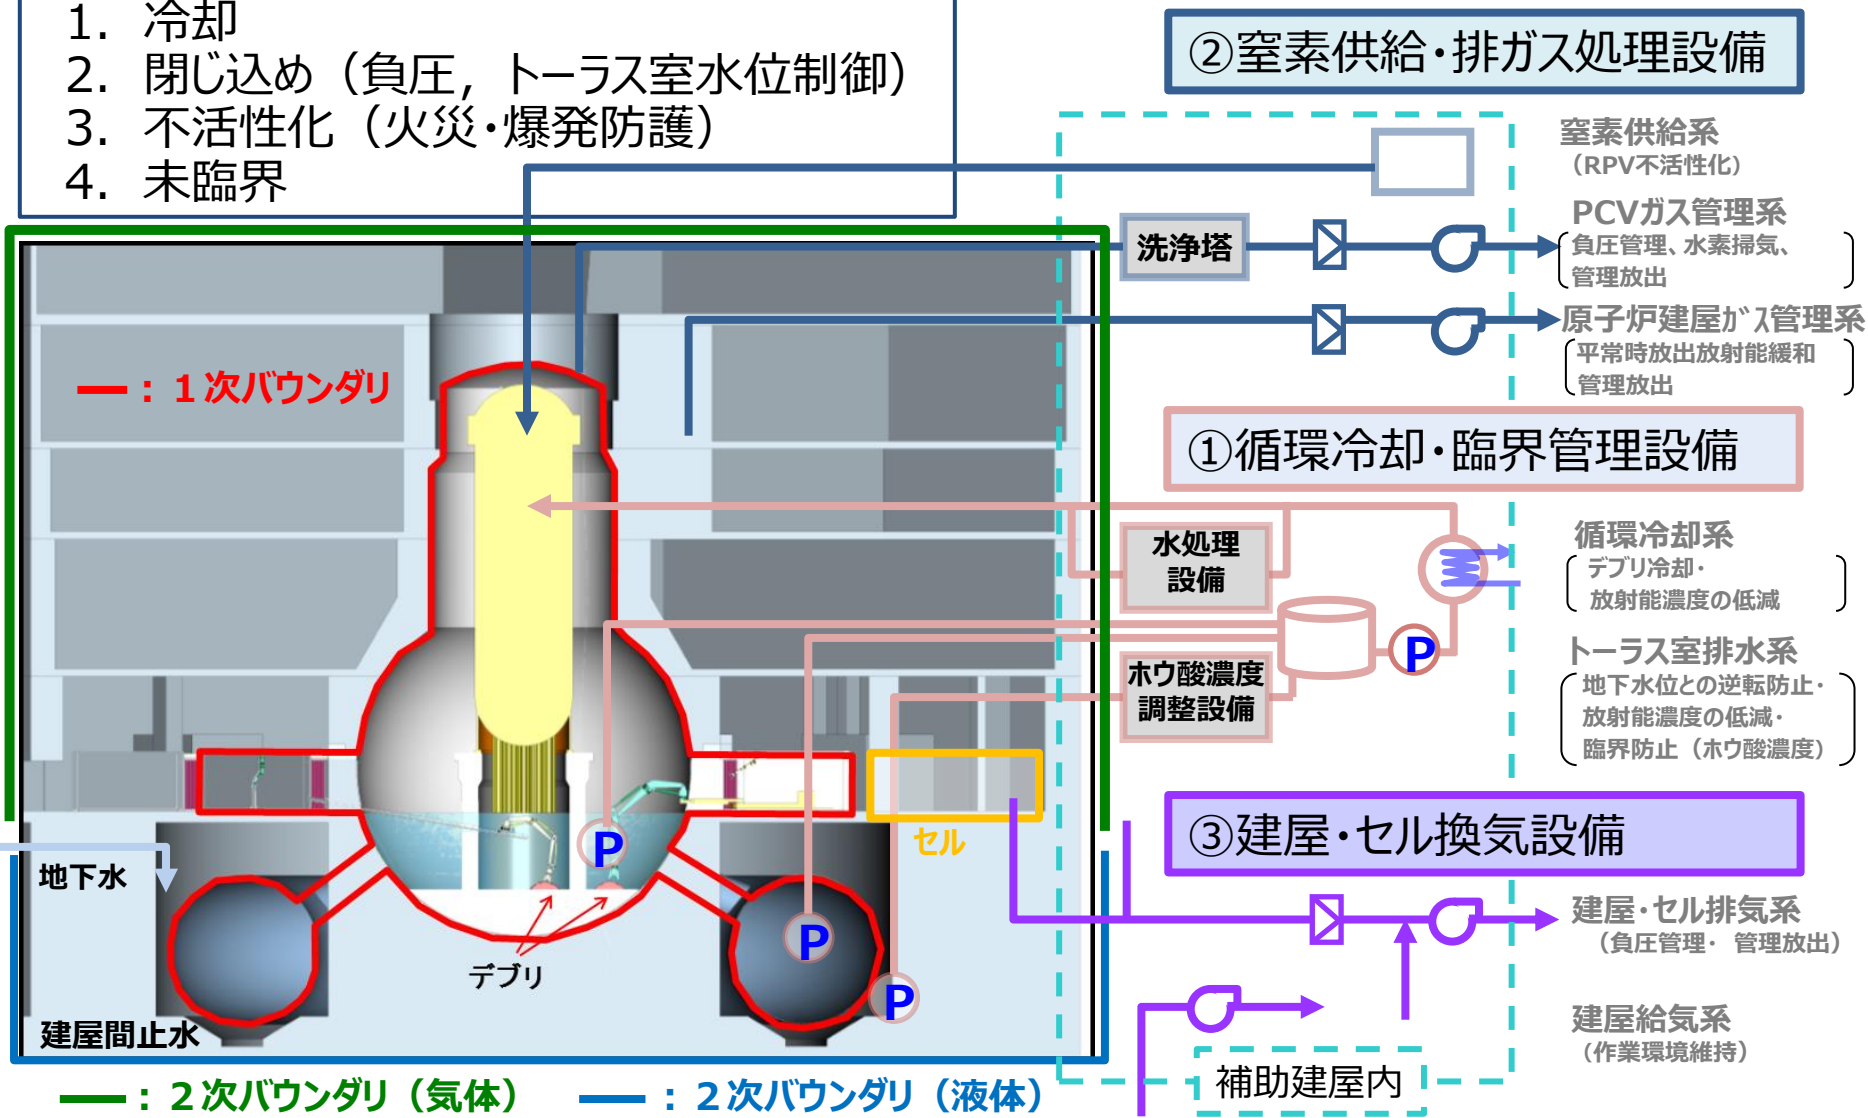 1. 冷却
2. 閉じ込め（負圧，トーラス室水位制御）
3. 不活性化（火災・爆発防護）
4. 未臨界
②窒素供給・排ガス処理設備
窒素供給系
（RPV不活性化）
PCVガス管理系
負圧管理、水素掃気、
管理放出
洗浄塔
原子炉建屋ｶﾞｽ管理系
平常時放出放射能緩和
管理放出
：１次バウンダリ
①循環冷却・臨界管理設備
水処理
設備
循環冷却系
デブリ冷却・
放射能濃度の低減
P
ホウ酸濃度
調整設備
トーラス室排水系
地下水位との逆転防止・
放射能濃度の低減・
臨界防止（ホウ酸濃度）
セル
P
③建屋・セル換気設備
地下水
P
デブリ
P
建屋・セル排気系
（負圧管理・ 管理放出）
建屋間止水
建屋給気系
（作業環境維持）
補助建屋内
：２次バウンダリ（気体）
：２次バウンダリ（液体）